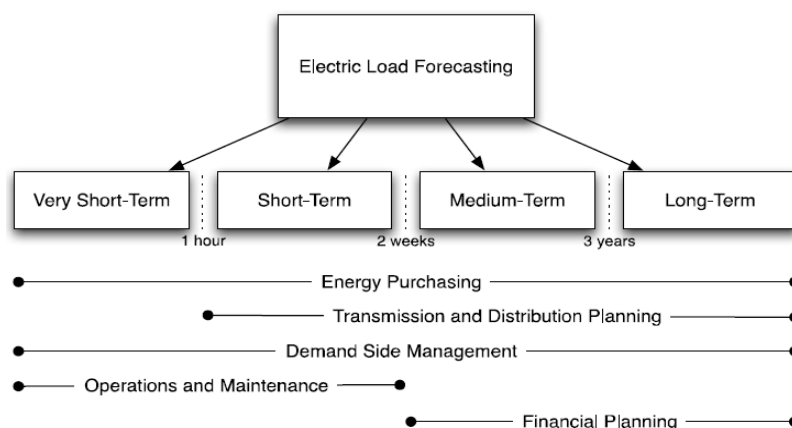 Electric Load Forecasting
Very Short-Term
Short-Term
Medium-Term
Long-Term
1 hour
2 weeks
3 years
Energy Purchasing
Transmission and Distribution Planning
Demand Side Management
Operations and Maintenance
Financial Planning